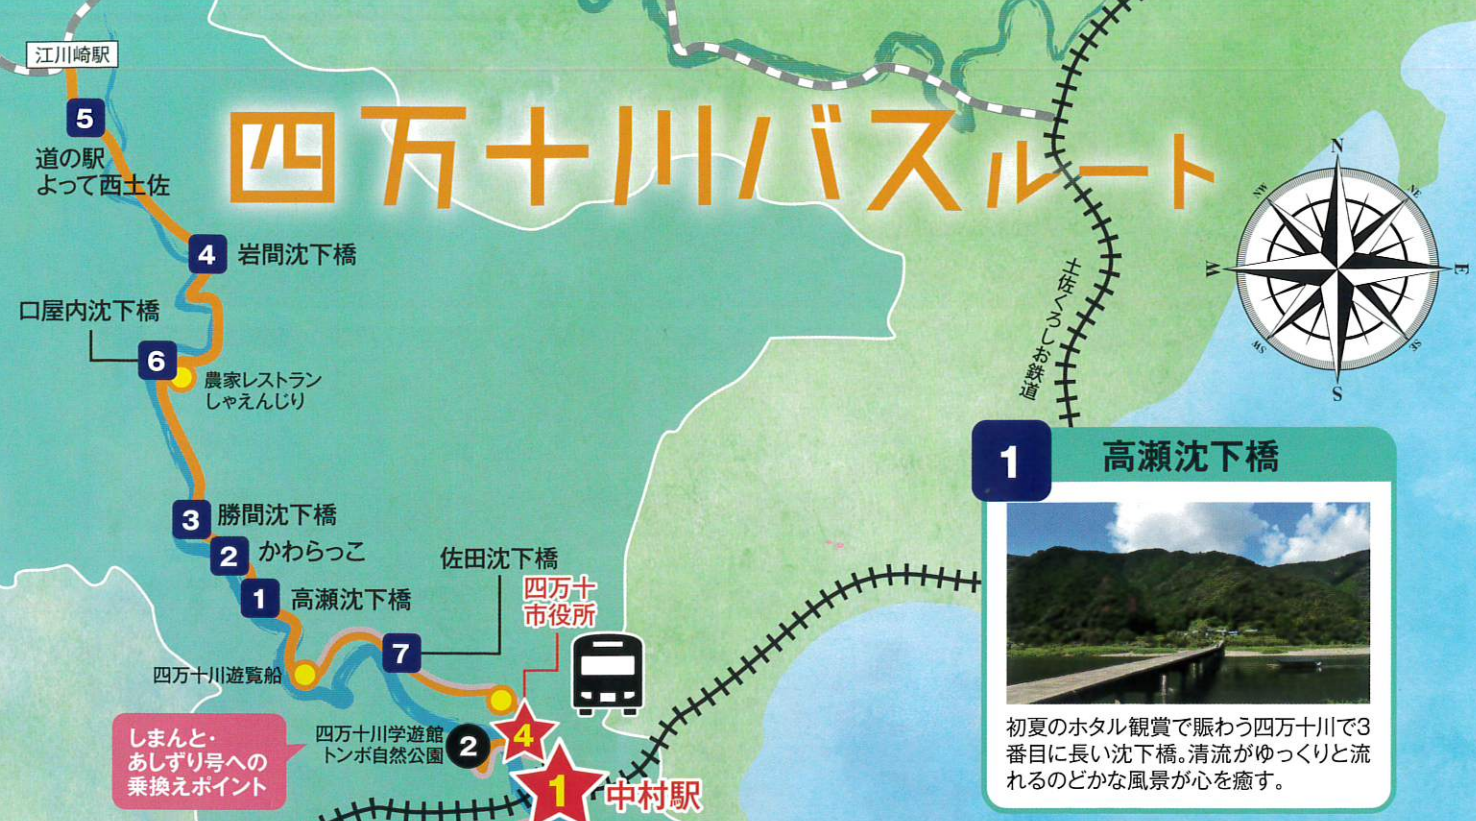 江川崎駅
5
道の駅
よって西土佐
四万十川バスルート
N
NW
NE
W
E
SW
SE
S
4
岩間沈下橋
口屋内沈下橋
6
農家レストラン
しゃえんじり
土佐くろしお鉄道
3
勝間沈下橋
2
かわらっこ
1
高瀬沈下橋
佐田沈下橋
四万十
市役所
7
四万十川遊覧船
しまんと・
あしずり号への
乗換えポイント
四万十川学遊館
トンボ自然公園
2
4
1
中村駅
1
高瀬沈下橋
初夏のホタル観賞で賑わう四万十川で3
番目に長い沈下橋。清流がゆっくりと流
れるのどかな風景が心を癒す。